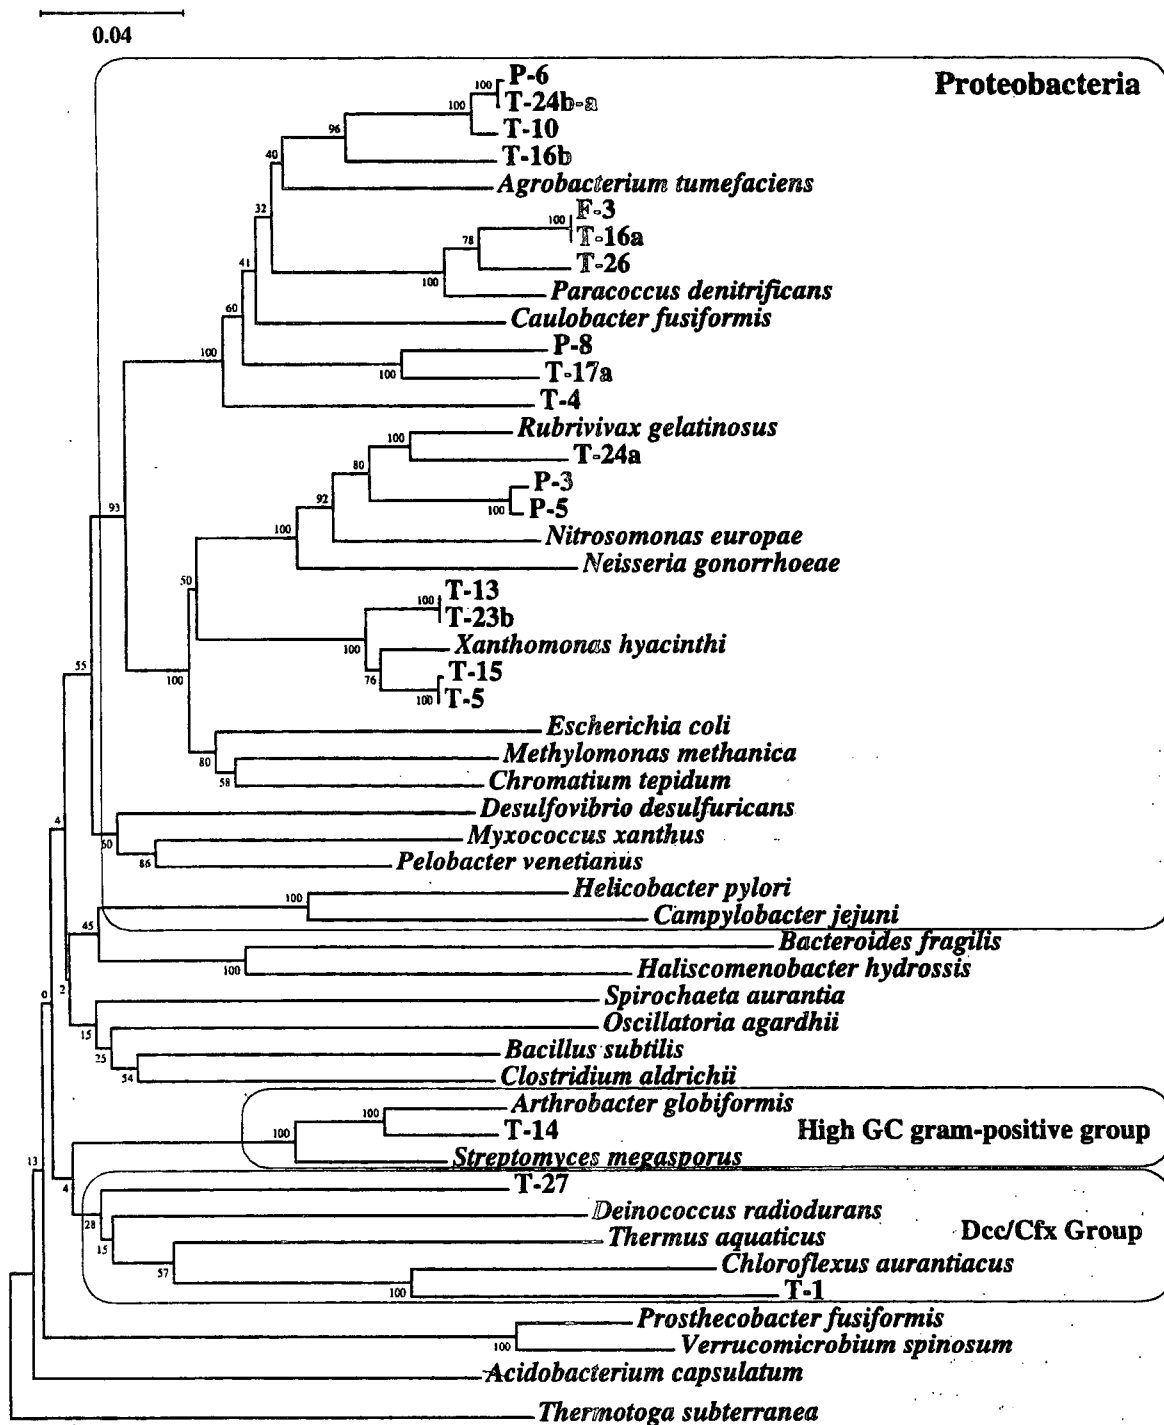 0.04
Proteobacteria
100 P-6
T-24b-a
100
T-10
96
T-16b
40
Agrobacterium tumefaciens
32
100 F-3
T-16a
78
T-26
100
Paracoccus denitrificans
41
Caulobacter fusiformis
60
P-8
100
T-17a
100
T-4
Rubrivivax gelatinosus
100
T-24a
80
P-3
92
100 P-5
Nitrosomonas europae
100
Neisseria gonorrhoeae
93
50
T-13
100
T-23b
100
Xanthomonas hyacinthi
T-15
76
100 T-5
55
100
Escherichia coli
80
Methylomonas methanica
58
Chromatium tepidum
Desulfovibrio desulfuricans
4
60
Myxococcus xanthus
86
Pelobacter venetianus
Helicobacter pylori
100
Campylobacter jejuni
45
Bacteroides fragilis
100
Haliscomenobacter hydrossis
0
2
Spirochaeta aurantia
15
Oscillatoria agardhii
25
Bacillus subtilis
54
Clostridium aldrichii
Arthrobacter globiformis
100
100
T-14
High GC gram-positive group
13
Streptomyces megasporus
4
T-27
28
Deinococcus radiodurans
15
Dcc/Cfx Group
Thermus aquaticus
57
Chloroflexus aurantiacus
100
T-1
Prosthecobacter fusiformis
100
Verrucomicrobium spinosum
Acidobacterium capsulatum
Thermotoga subterranea